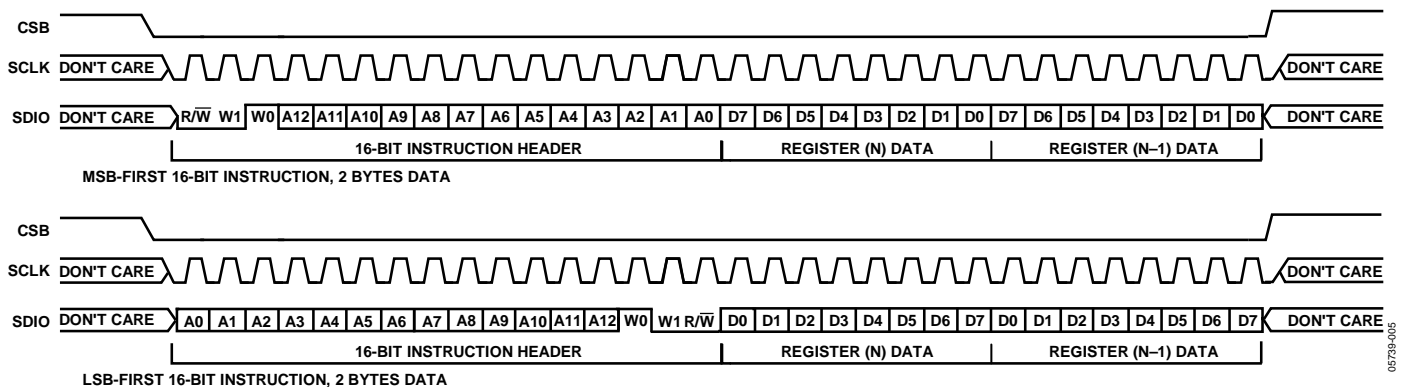 CSB
SCLK DON'T CARE DON'T CARE
SDIO DON'T CARE R/W̅ W1 W0 A12 A11 A10 A9 A8 A7 A6 A5 A4 A3 A2 A1 A0 D7 D6 D5 D4 D3 D2 D1 D0 D7 D6 D5 D4 D3 D2 D1 D0 DON'T CARE
16-BIT INSTRUCTION HEADER REGISTER (N) DATA REGISTER (N–1) DATA
MSB-FIRST 16-BIT INSTRUCTION, 2 BYTES DATA
CSB
SCLK DON'T CARE DON'T CARE
SDIO DON'T CARE A0 A1 A2 A3 A4 A5 A6 A7 A8 A9 A10 A11 A12 W0 W1 R/W̅ D0 D1 D2 D3 D4 D5 D6 D7 D0 D1 D2 D3 D4 D5 D6 D7 DON'T CARE
16-BIT INSTRUCTION HEADER REGISTER (N) DATA REGISTER (N–1) DATA
LSB-FIRST 16-BIT INSTRUCTION, 2 BYTES DATA
05739-005